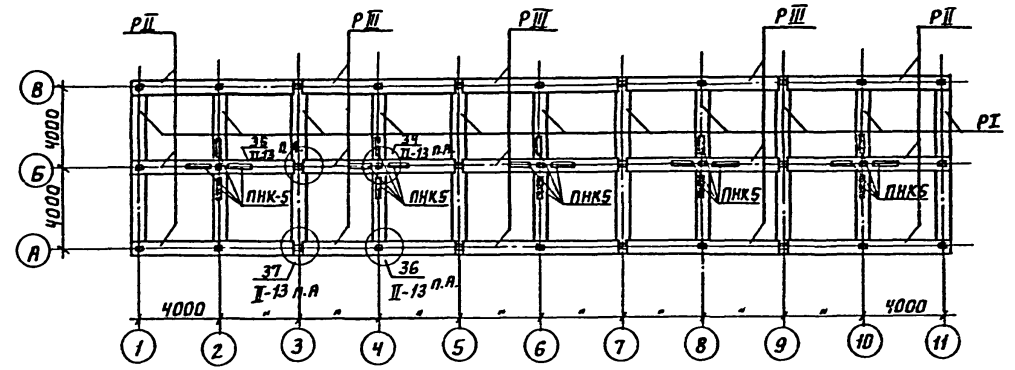 РII РIII РIII РIII РII
В
4000
РI
35 34
II-13 п.А. II-13 п.А.
Б
ПНК-5 ПНК5 ПНК5 ПНК5 ПНК5
4000
А
37 36
II-13 п.А II-13 п.А.
4000 " " " " " " " " 4000
1 2 3 4 5 6 7 8 9 10 11